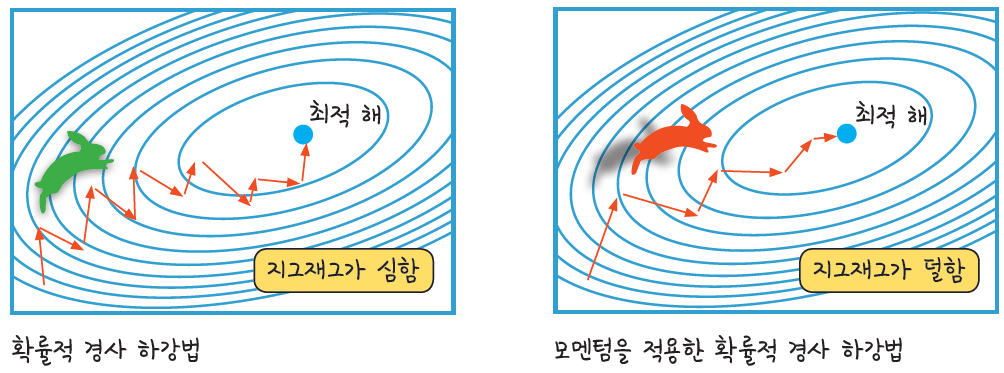 최적 해
지그재그가 심함
확률적 경사 하강법
최적 해
지그재그가 덜함
모멘텀을 적용한 확률적 경사 하강법